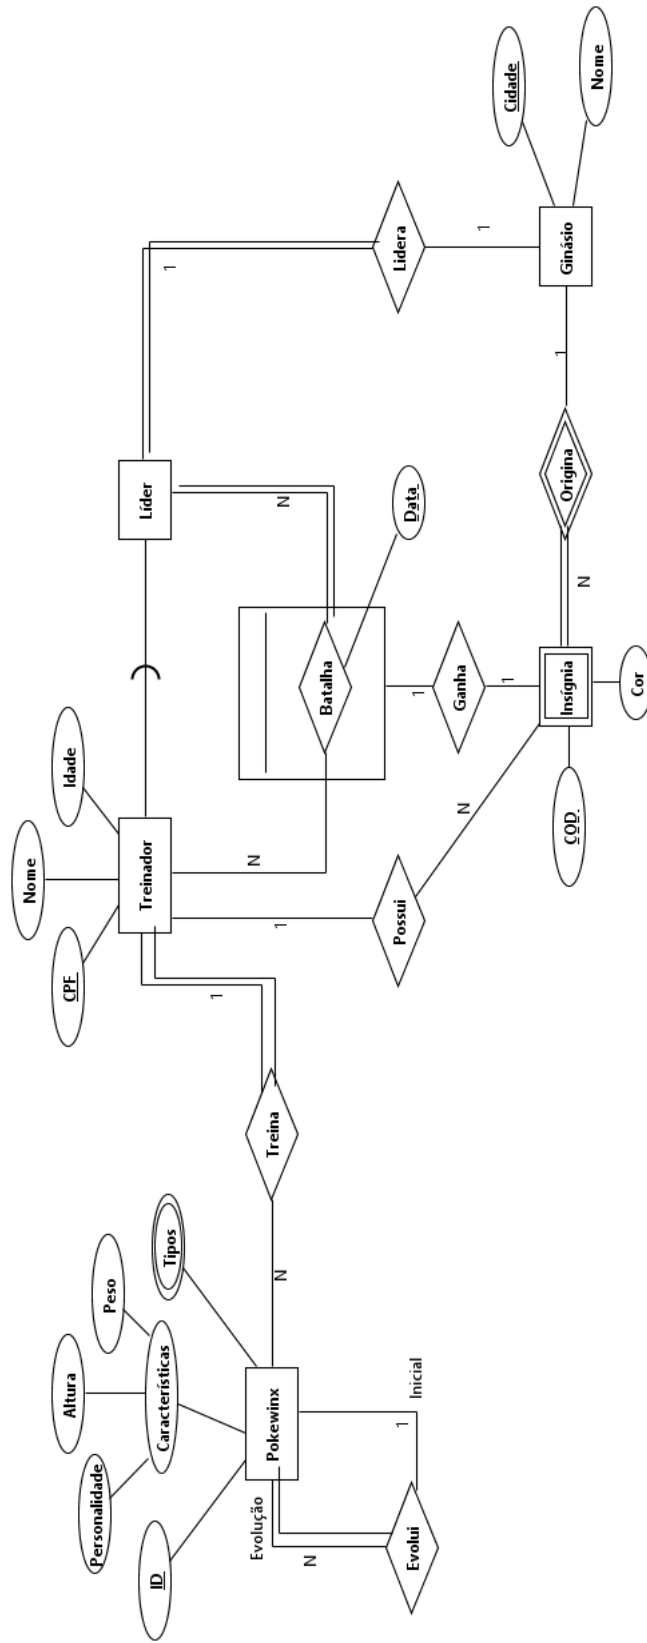 Nome
CPF
Idade
Altura
Personalidade
Peso
Treinador
Líder
1
ID
Características
Tipos
1
N
Evolução
Pokewinx
N
Treina
1
N
N
Batalha
Evolui
1
Inicial
Possui
1
Data
Lidera
N
Ganha
1
1
Cidade
COD.
Insígnia
N
Origina
1
Ginásio
Nome
Cor